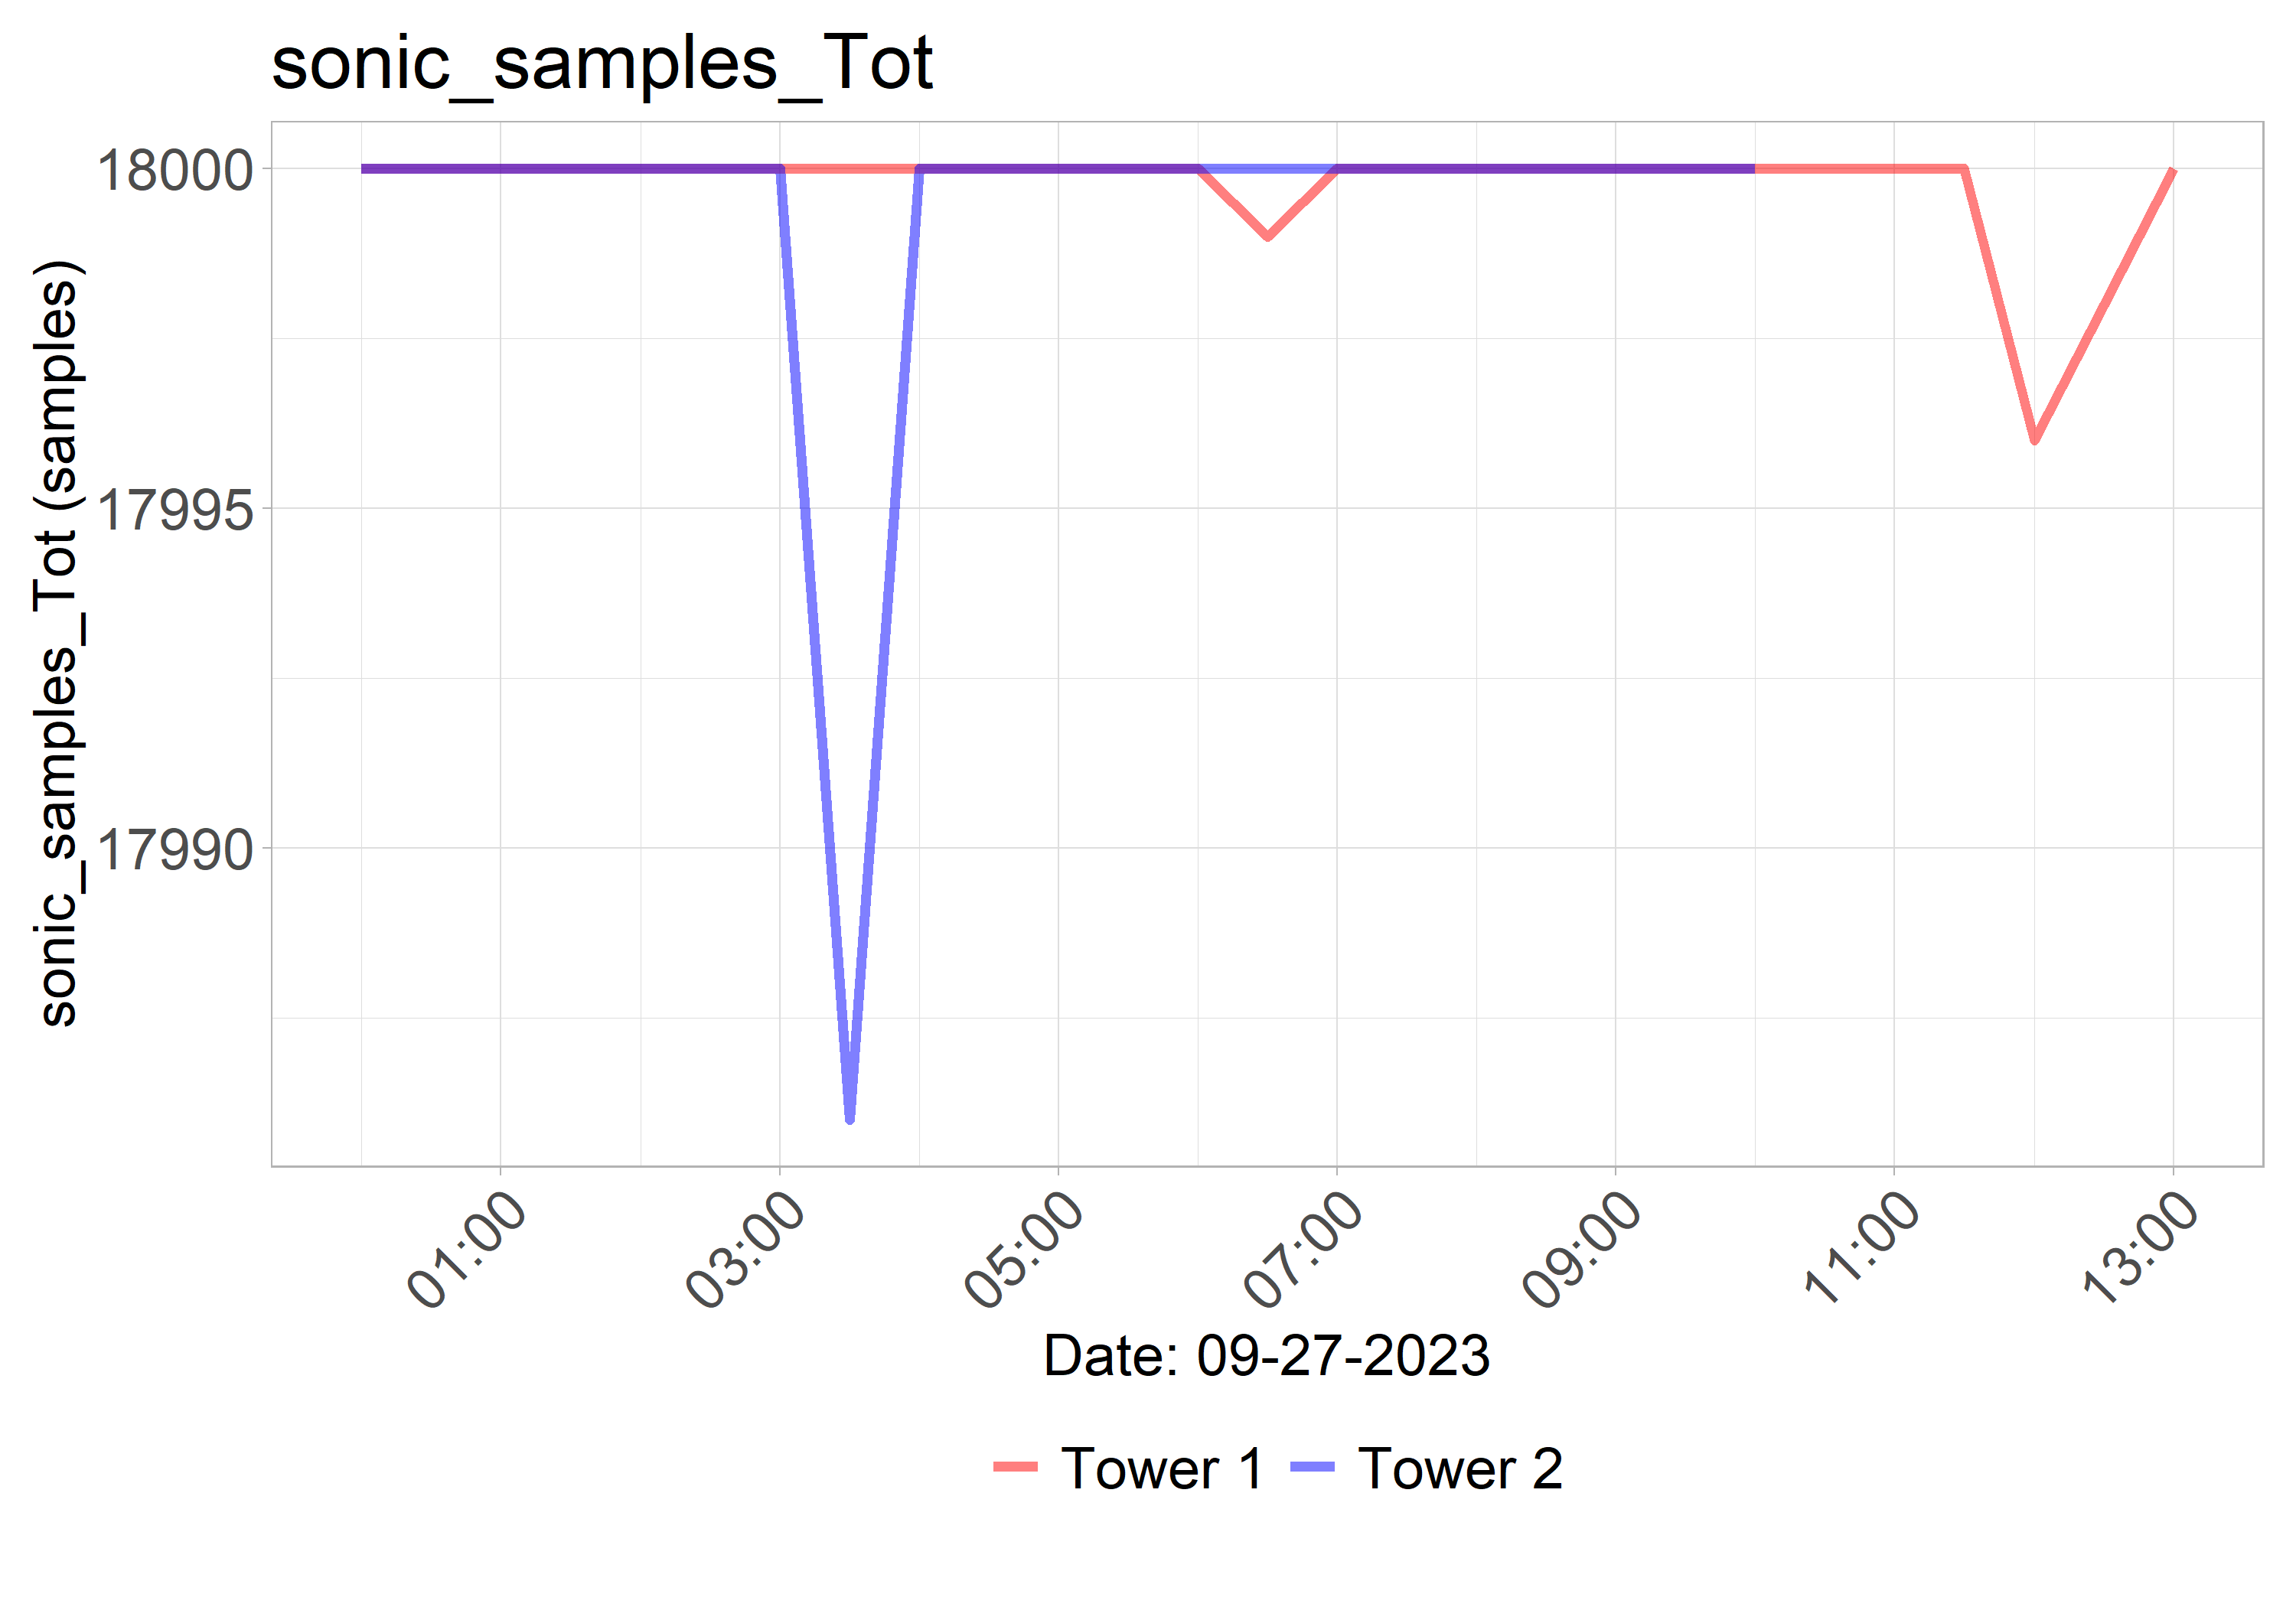 sonic_samples_Tot
sonic_samples_Tot (samples)
18000
17995
17990
01:00
03:00
05:00
07:00
09:00
11:00
13:00
Date: 09-27-2023
Tower 1
Tower 2